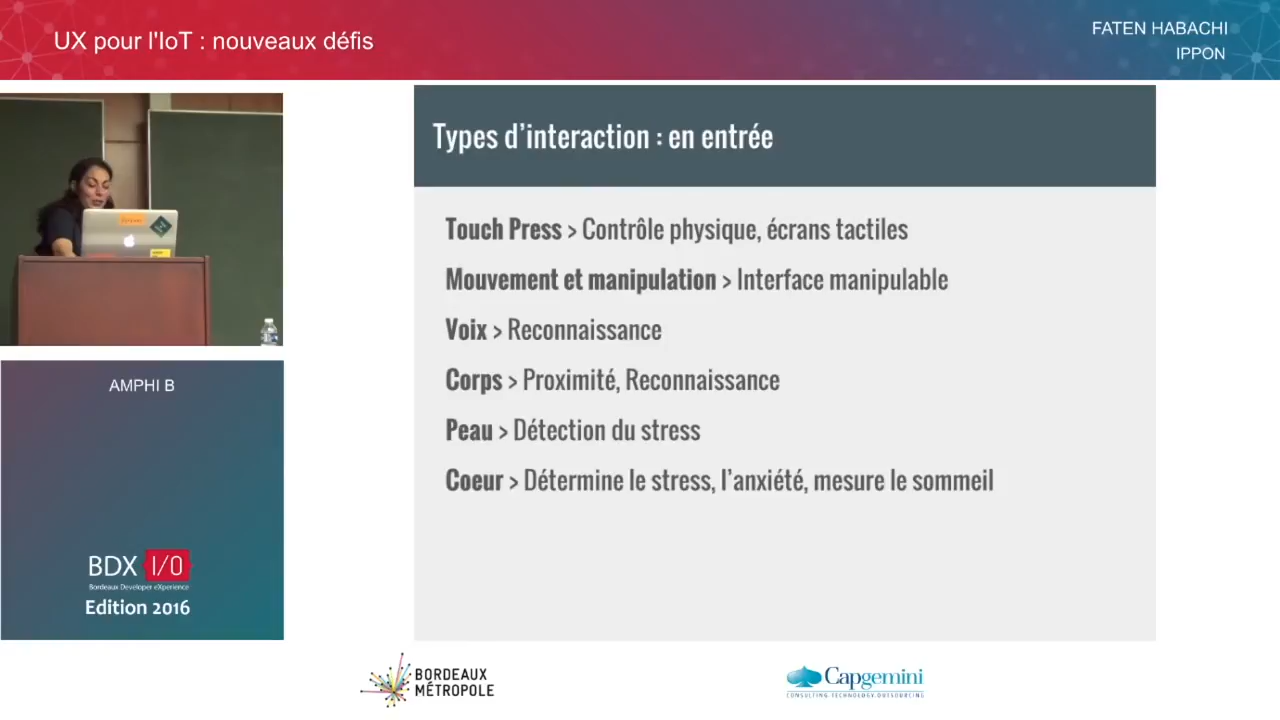 UX pour l'IoT : nouveaux défis
FATEN HABACHI
IPPON
Types d'interaction : en entrée
Touch Press > Contrôle physique, écrans tactiles
Mouvement et manipulation > Interface manipulable
Voix > Reconnaissance
Corps > Proximité, Reconnaissance
Peau > Détection du stress
Coeur > Détermine le stress, l'anxiété, mesure le sommeil
AMPHI B
BDX I/O
Bordeaux Developer eXperience
Edition 2016
BORDEAUX
MÉTROPOLE
Capgemini
CONSULTING.TECHNOLOGY.OUTSOURCING